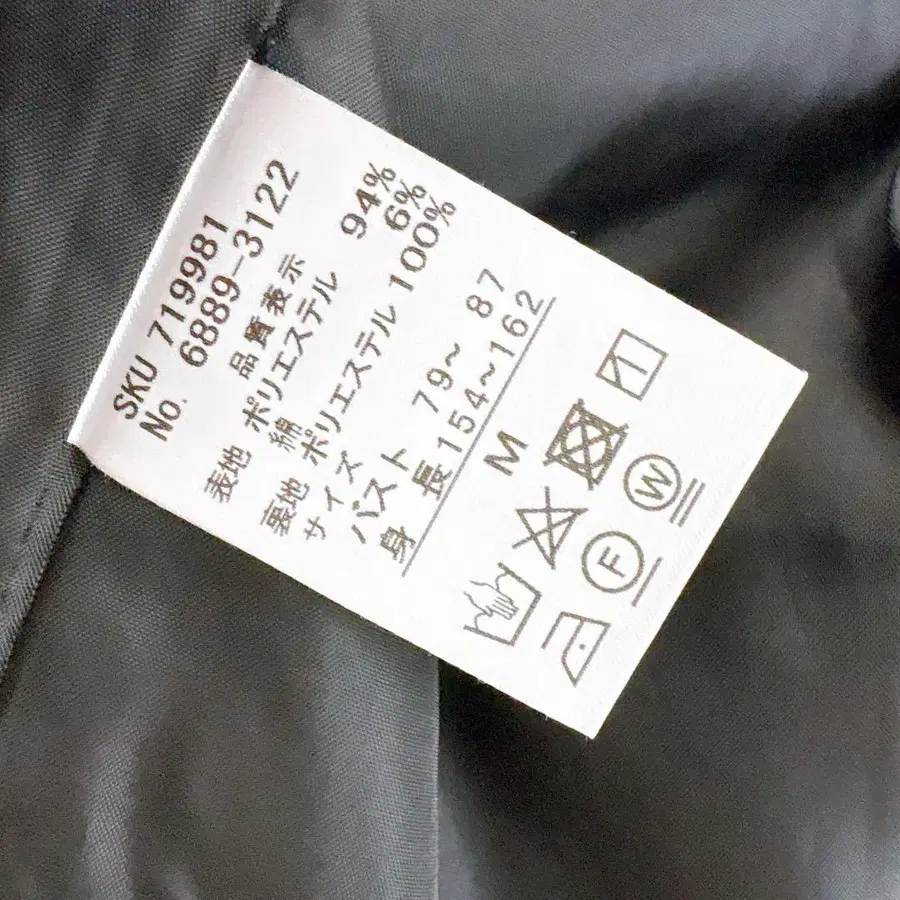 SKU 719981
No. 6889-3122
品質表示
表地 ポリエステル 94%
綿 6%
裏地 ポリエステル 100%
サイズ
バスト 79~ 87
身 長 154~162
M
F
W